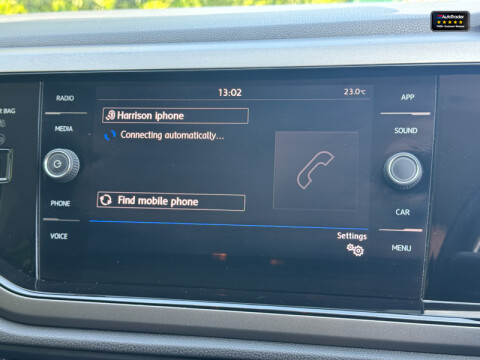 AutoTrader
R BAG
RADIO
13:02
23.0°C
APP
Harrison iphone
MEDIA
Connecting automatically...
SOUND
PHONE
Find mobile phone
CAR
VOICE
Settings
MENU